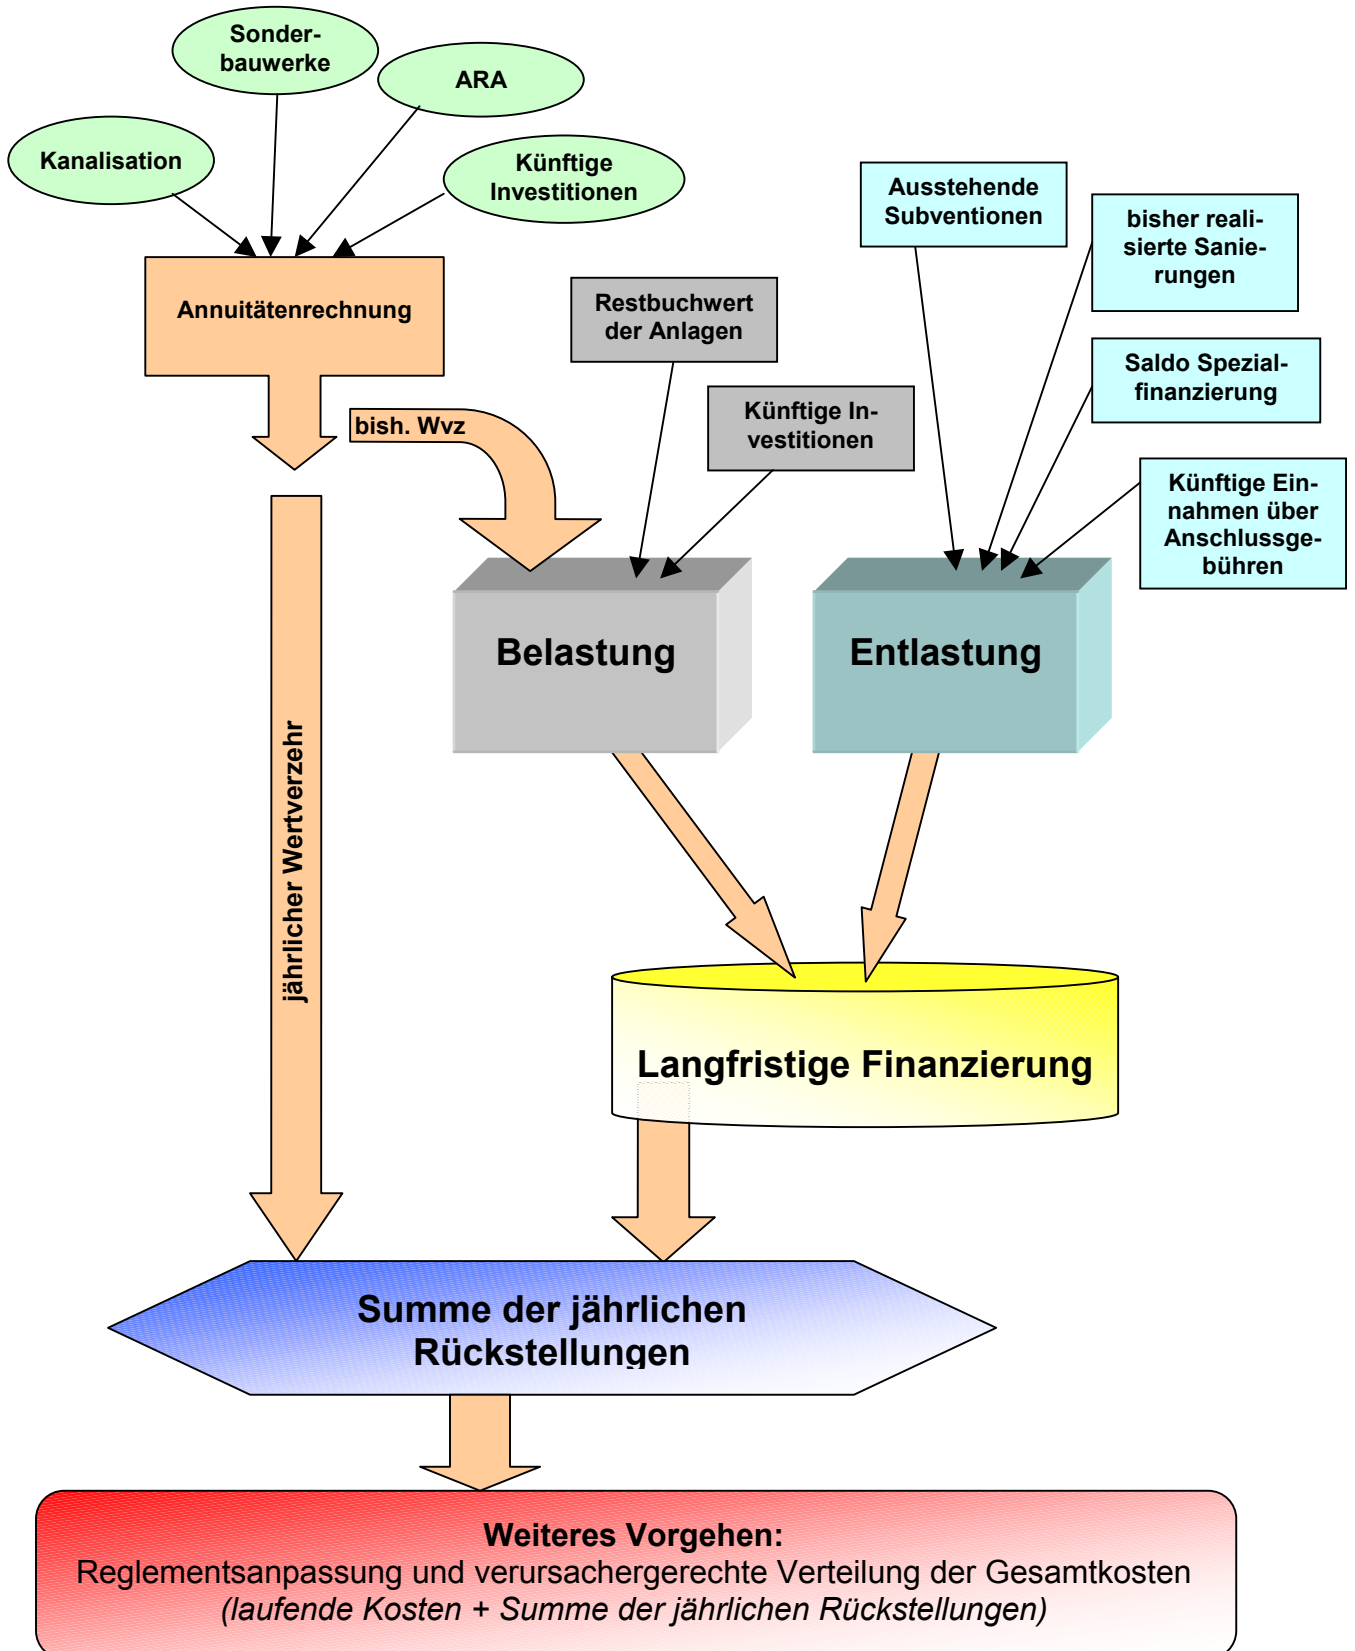 Sonder-
bauwerke
ARA
Kanalisation
Künftige
Investitionen
Ausstehende
Subventionen
bisher reali-
sierte Sanie-
rungen
Annuitätenrechnung
Restbuchwert
der Anlagen
Saldo Spezial-
finanzierung
bish. Wvz
Künftige In-
vestitionen
Künftige Ein-
nahmen über
Anschlussge-
bühren
Belastung
Entlastung
jährlicher Wertverzehr
Langfristige Finanzierung
Summe der jährlichen
Rückstellungen
Weiteres Vorgehen:
Reglementsanpassung und verursachergerechte Verteilung der Gesamtkosten
(laufende Kosten + Summe der jährlichen Rückstellungen)